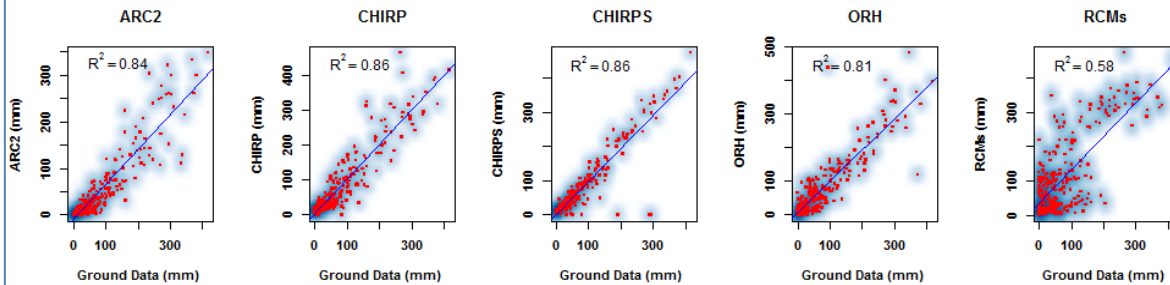 ARC2
CHIRP
CHIRPS
ORH
RCMs
R² = 0.84
R² = 0.86
R² = 0.86
R² = 0.81
R² = 0.58
ARC2 (mm)
0 100 200 300
0 100 300
Ground Data (mm)
CHIRP (mm)
0 100 200 300 400
0 100 300
Ground Data (mm)
CHIRPS (mm)
0 100 300
0 100 300
Ground Data (mm)
ORH (mm)
0 100 300 500
0 100 300
Ground Data (mm)
RCMs (mm)
0 100 300
0 100 300
Ground Data (mm)